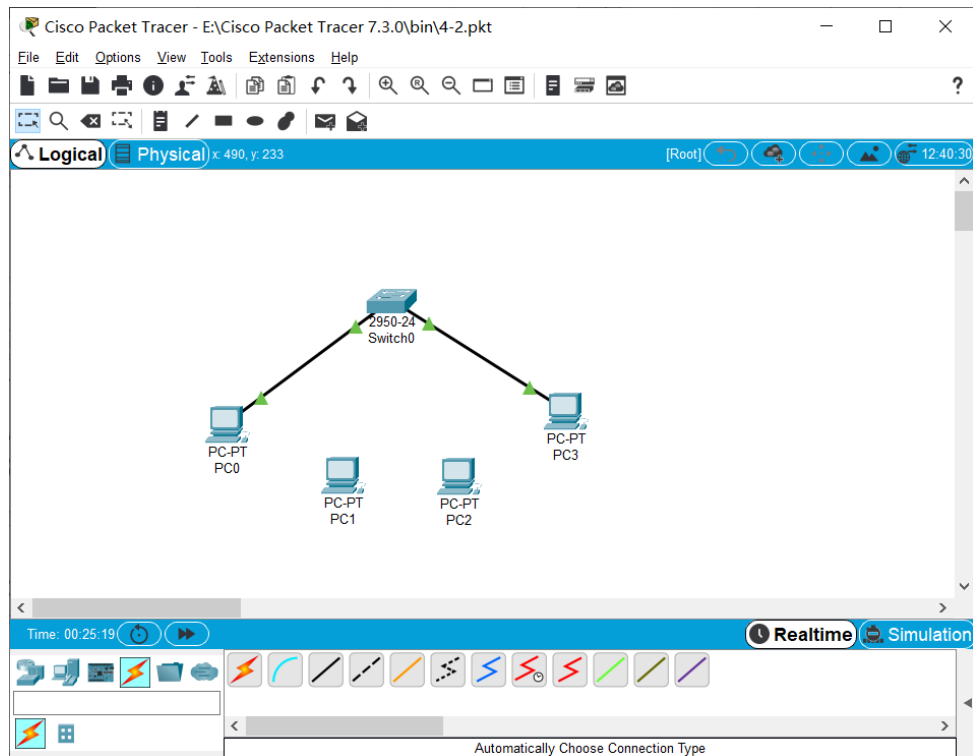 Cisco Packet Tracer - E:\Cisco Packet Tracer 7.3.0\bin\4-2.pkt
File Edit Options View Tools Extensions Help
?
Logical Physical x: 490, y: 233 [Root] 12:40:30
2950-24
Switch0
PC-PT
PC0
PC-PT
PC3
PC-PT
PC1
PC-PT
PC2
Time: 00:25:19 Realtime Simulation
Automatically Choose Connection Type